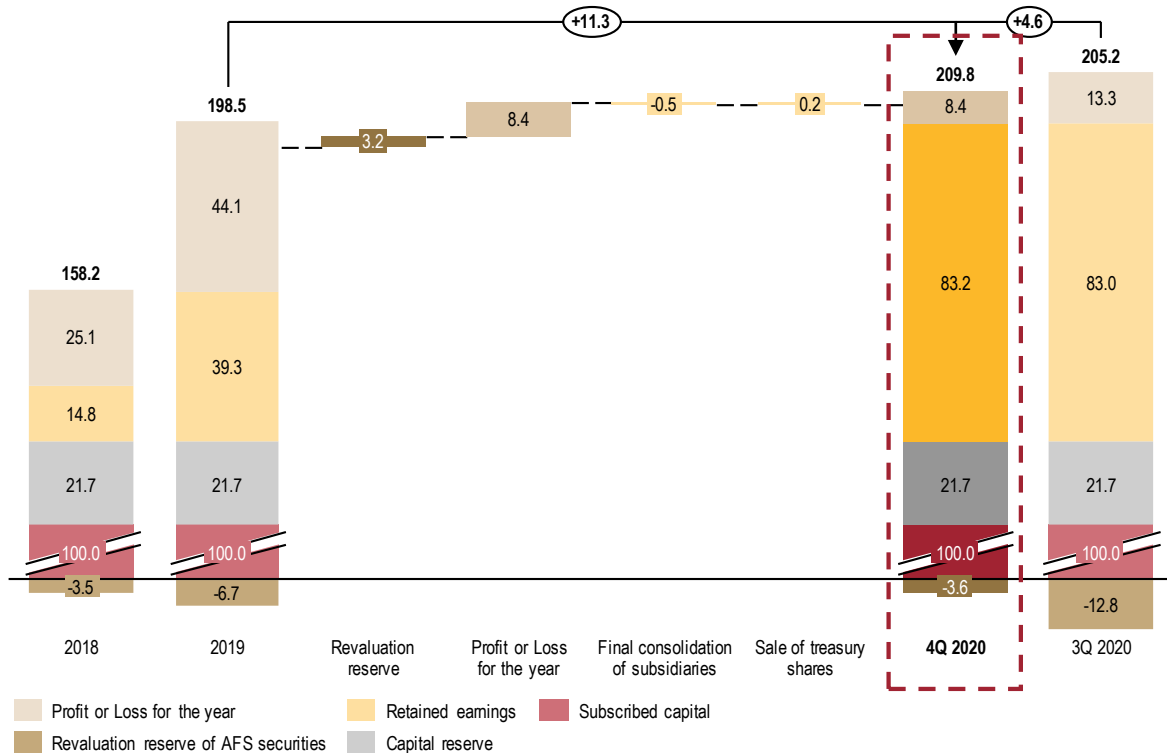 +11.3
+4.6
205.2
209.8
13.3
8.4
198.5
-0.5
0.2
8.4
3.2
44.1
158.2
83.2
83.0
25.1
39.3
14.8
21.7
21.7
21.7
21.7
100.0
100.0
100.0
100.0
-3.5
-6.7
-3.6
-12.8
2018
2019
Revaluation
reserve
Profit or Loss
for the year
Final consolidation
of subsidiaries
Sale of treasury
shares
4Q 2020
3Q 2020
Profit or Loss for the year
Retained earnings
Subscribed capital
Revaluation reserve of AFS securities
Capital reserve